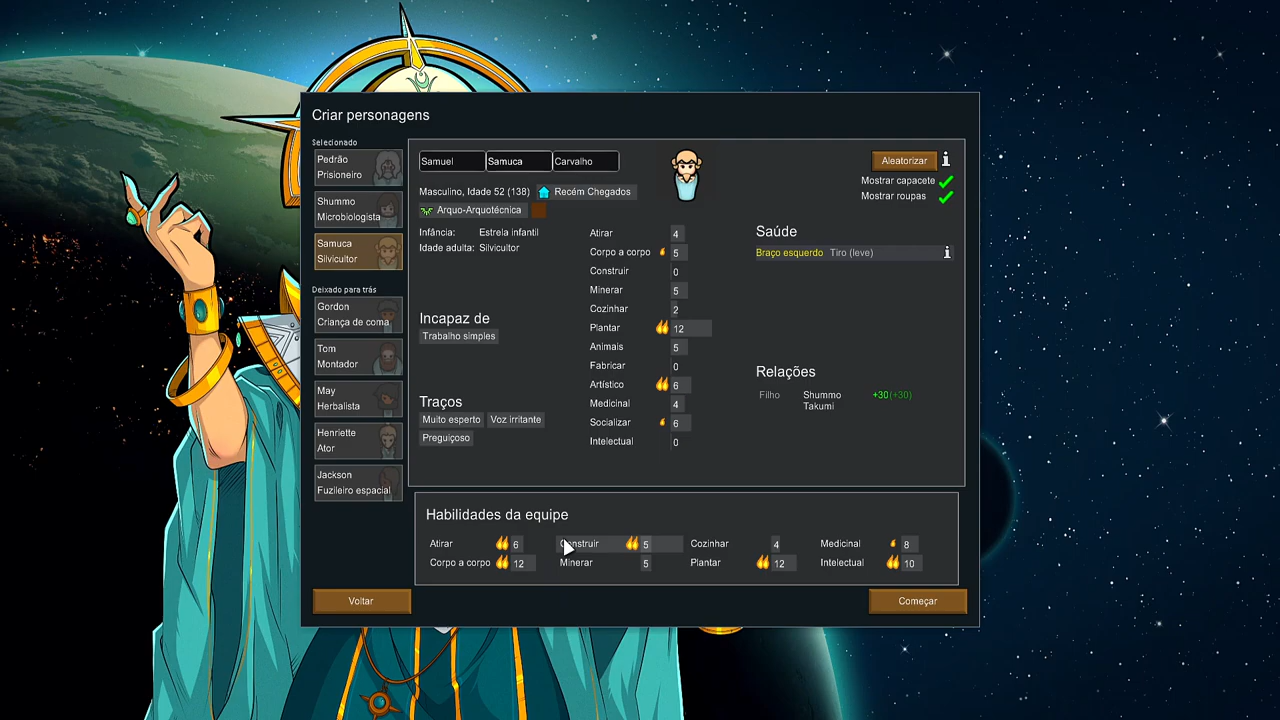 Criar personagens
Selecionado
Pedrão
Prisioneiro
Shummo
Microbiologista
Samuca
Silvicultor
Deixado para trás
Gordon
Criança de coma
Tom
Montador
May
Herbalista
Henriette
Ator
Jackson
Fuzileiro espacial
Samuel Samuca Carvalho
Masculino, Idade 52 (138) Recém Chegados
Arquo-Arquotécnica
Infância: Estrela infantil
Idade adulta: Silvicultor
Incapaz de
Trabalho simples
Traços
Muito esperto Voz irritante
Preguiçoso
Atirar 4
Corpo a corpo 5
Construir 0
Minerar 5
Cozinhar 2
Plantar 12
Animais 5
Fabricar 0
Artístico 6
Medicinal 4
Socializar 6
Intelectual 0
Aleatorizar
Mostrar capacete
Mostrar roupas
Saúde
Braço esquerdo Tiro (leve)
Relações
Filho Shummo +30(+30)
Takumi
Habilidades da equipe
Atirar 6 Construir 5 Cozinhar 4 Medicinal 8
Corpo a corpo 12 Minerar 5 Plantar 12 Intelectual 10
Voltar Começar